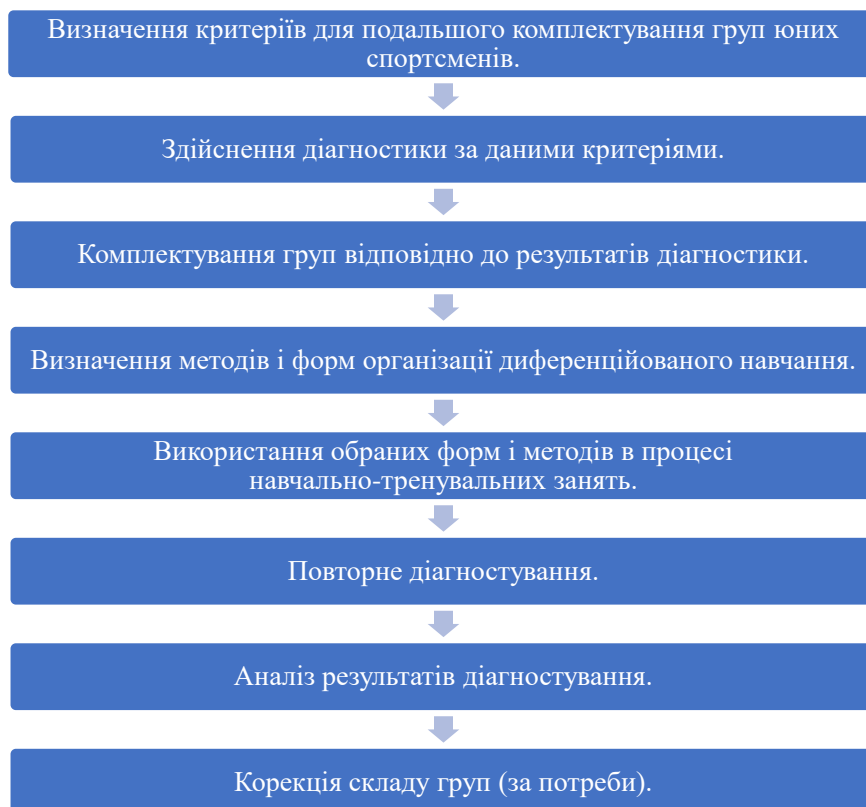 Визначення критеріїв для подальшого комплектування груп юних
спортсменів.
Здійснення діагностики за даними критеріями.
Комплектування груп відповідно до результатів діагностики.
Визначення методів і форм організації диференційованого навчання.
Використання обраних форм і методів в процесі
навчально-тренувальних занять.
Повторне діагностування.
Аналіз результатів діагностування.
Корекція складу груп (за потреби).